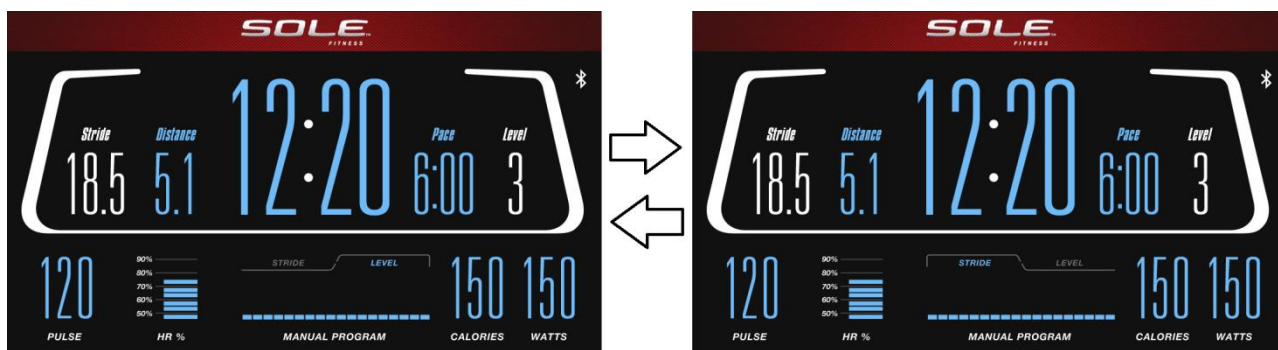 SOLE
FITNESS
12:20
Stride Distance Pace Level
18.5 5.1 6:00 3
STRIDE LEVEL
120 90% 150 150
80%
70%
60%
50%
PULSE HR % MANUAL PROGRAM CALORIES WATTS
SOLE
FITNESS
12:20
Stride Distance Pace Level
18.5 5.1 6:00 3
STRIDE LEVEL
120 90% 150 150
80%
70%
60%
50%
PULSE HR % MANUAL PROGRAM CALORIES WATTS